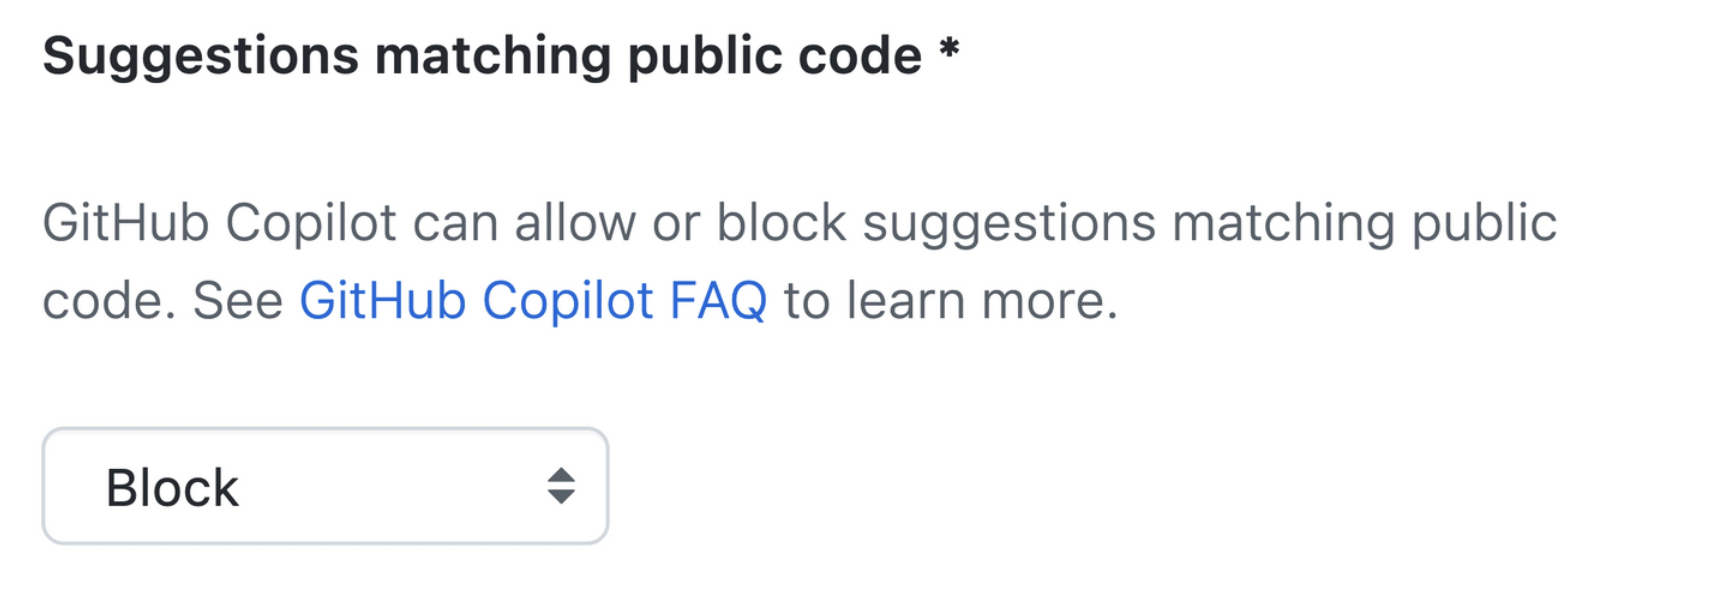 Suggestions matching public code *
GitHub Copilot can allow or block suggestions matching public
code. See GitHub Copilot FAQ to learn more.
Block